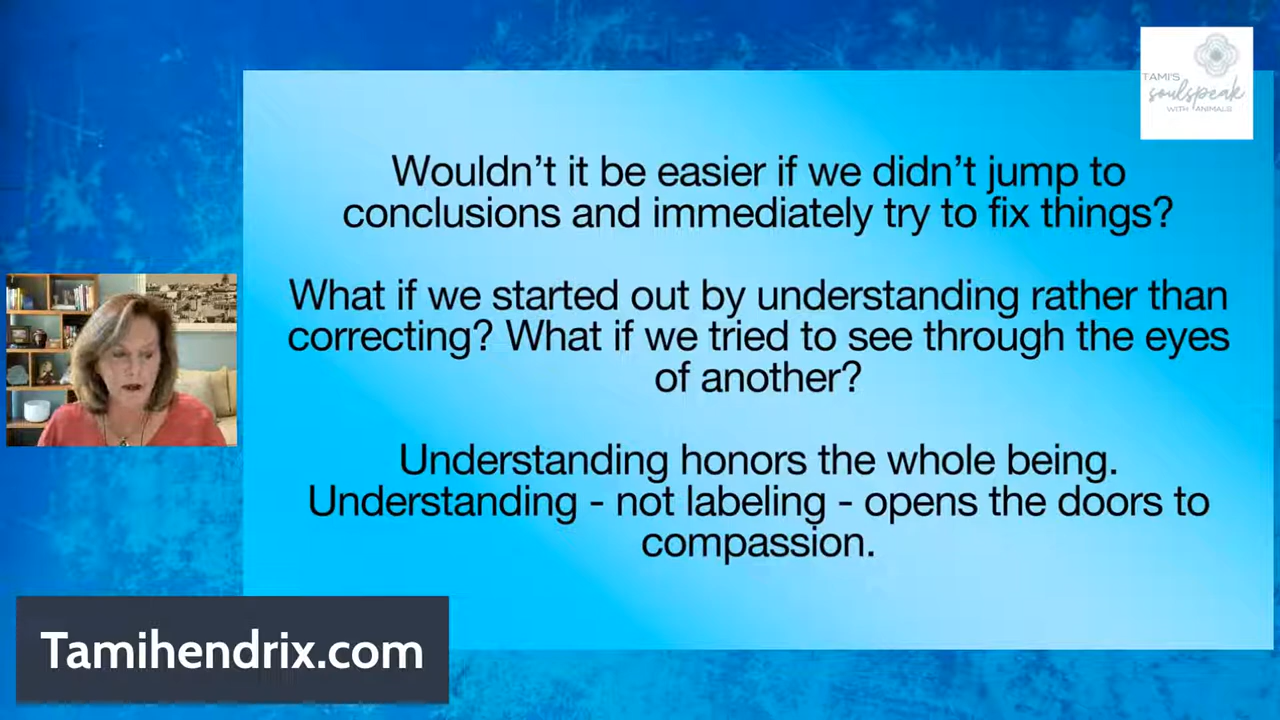 TAMI'S
soulspeak
WITH ANIMALS
Wouldn't it be easier if we didn't jump to
conclusions and immediately try to fix things?
What if we started out by understanding rather than
correcting? What if we tried to see through the eyes
of another?
Understanding honors the whole being.
Understanding - not labeling - opens the doors to
compassion.
Tamihendrix.com